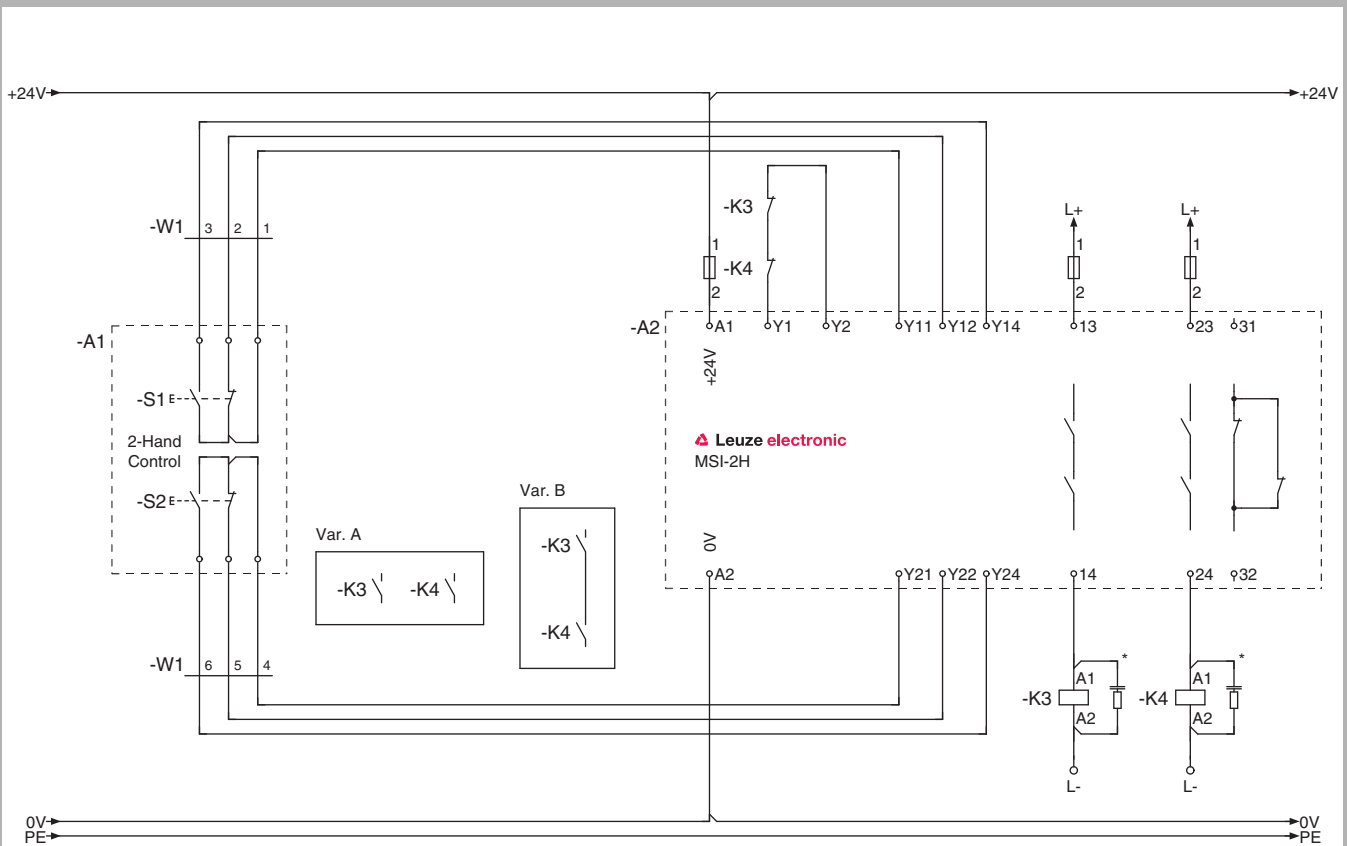 +24V
+24V
-K3
L+
L+
-W1
3
2
1
1
-K4
2
1
2
1
2
-A1
-A2
A1
Y1
Y2
Y11
Y12
Y14
13
23
31
+24V
-S1
E
2-Hand
Control
Leuze electronic
MSI-2H
-S2
E
Var. B
-K3
-K4
Var. A
-K3
-K4
0V
A2
Y21
Y22
Y24
14
24
32
-W1
6
5
4
*
*
-K3
A1
A2
-K4
A1
A2
L-
L-
0V
0V
PE
PE